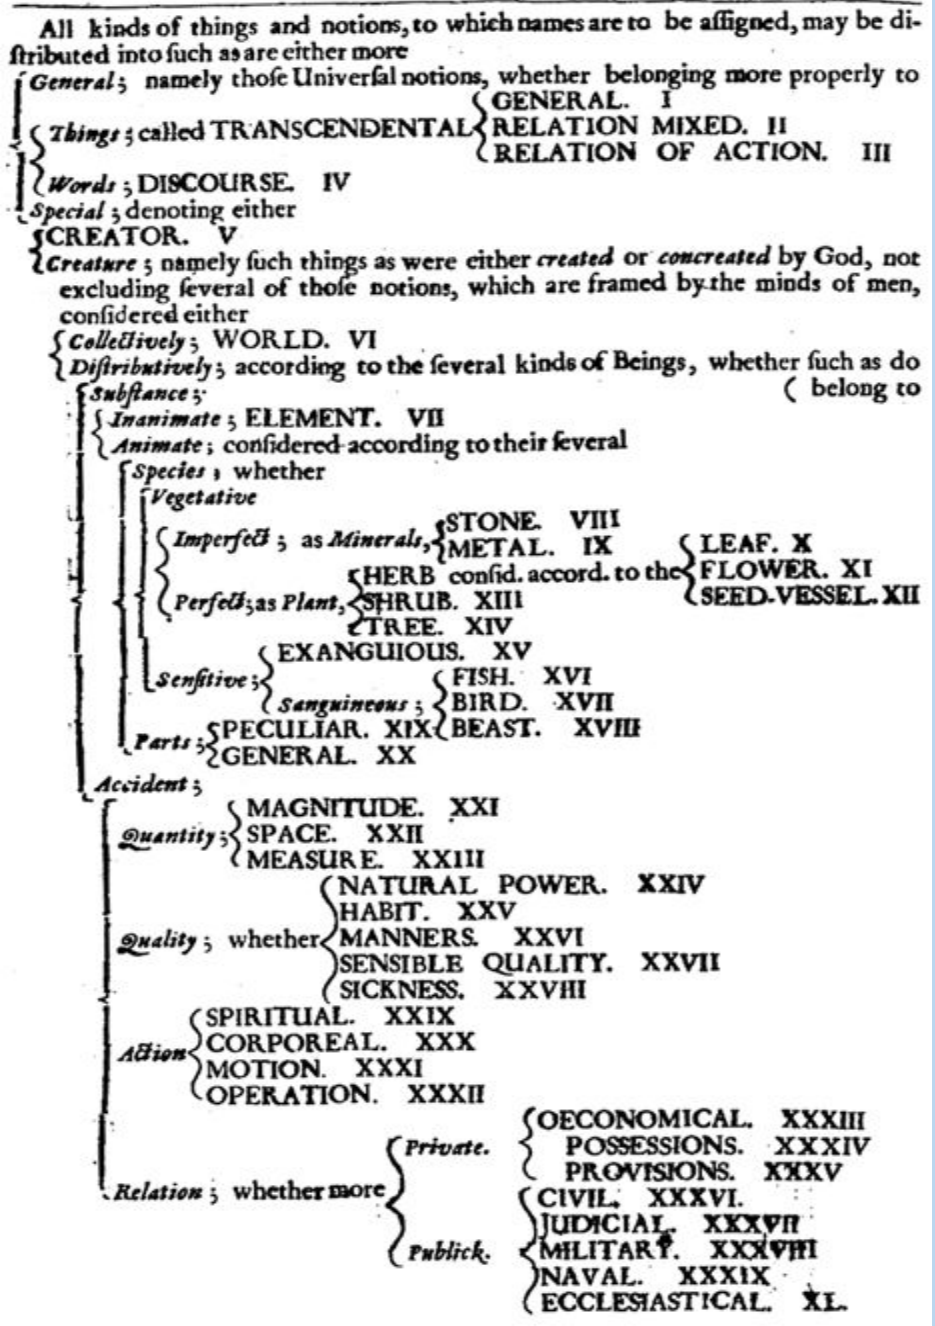 All kinds of things and notions, to which names are to be aſſigned, may be di-
ſtributed into ſuch as are either more
General; namely thoſe Univerſal notions, whether belonging more properly to
GENERAL. I
Things; called TRANSCENDENTAL RELATION MIXED. II
RELATION OF ACTION. III
Words; DISCOURSE. IV
Special; denoting either
CREATOR. V
Creature; namely ſuch things as were either created or concreated by God, not
excluding ſeveral of thoſe notions, which are framed by the minds of men,
conſidered either
Collectively; WORLD. VI
Diſtributively; according to the ſeveral kinds of Beings, whether ſuch as do
Subſtance; ( belong to
Inanimate; ELEMENT. VII
Animate; conſidered according to their ſeveral
Species; whether
Vegetative
Imperfect; as Minerals, STONE. VIII
METAL. IX
LEAF. X
Perfect; as Plant, HERB conſid. accord. to the FLOWER. XI
SHRUB. XIII SEED-VESSEL. XII
TREE. XIV
Senſitive; EXANGUIOUS. XV
Sanguineous; FISH. XVI
BIRD. XVII
BEAST. XVIII
Parts; PECULIAR. XIX
GENERAL. XX
Accident;
MAGNITUDE. XXI
Quantity; SPACE. XXII
MEASURE. XXIII
NATURAL POWER. XXIV
HABIT. XXV
Quality; whether MANNERS. XXVI
SENSIBLE QUALITY. XXVII
SICKNESS. XXVIII
SPIRITUAL. XXIX
Action CORPOREAL. XXX
MOTION. XXXI
OPERATION. XXXII
OECONOMICAL. XXXIII
Private. POSSESSIONS. XXXIV
PROVISIONS. XXXV
Relation; whether more
CIVIL. XXXVI.
JUDICIAL. XXXVII
Publick. MILITARY. XXXVIII
NAVAL. XXXIX
ECCLESIASTICAL. XL.